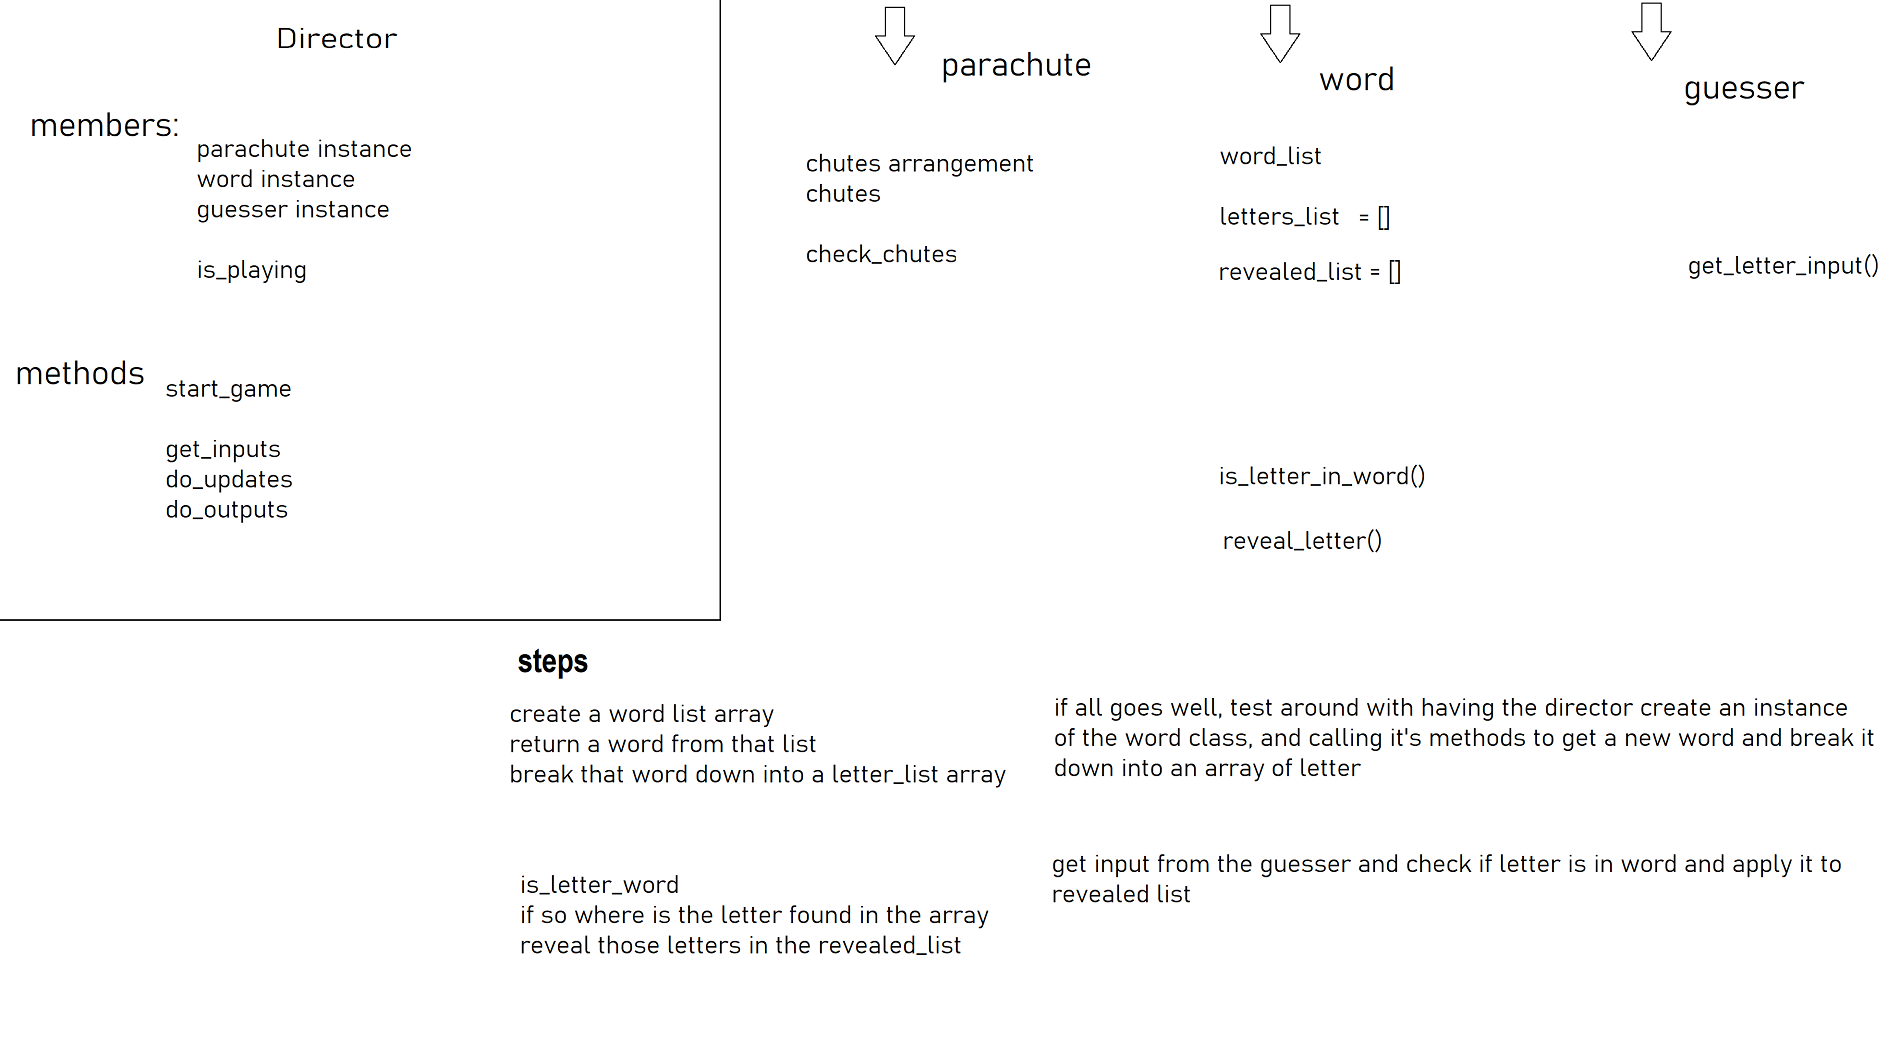 Director
members:
parachute instance
word instance
guesser instance
is_playing
methods
start_game
get_inputs
do_updates
do_outputs
parachute
chutes arrangement
chutes
check_chutes
word
word_list
letters_list = []
revealed_list = []
is_letter_in_word()
reveal_letter()
guesser
get_letter_input()
steps
create a word list array
return a word from that list
break that word down into a letter_list array
is_letter_word
if so where is the letter found in the array
reveal those letters in the revealed_list
if all goes well, test around with having the director create an instance
of the word class, and calling it's methods to get a new word and break it
down into an array of letter
get input from the guesser and check if letter is in word and apply it to
revealed list